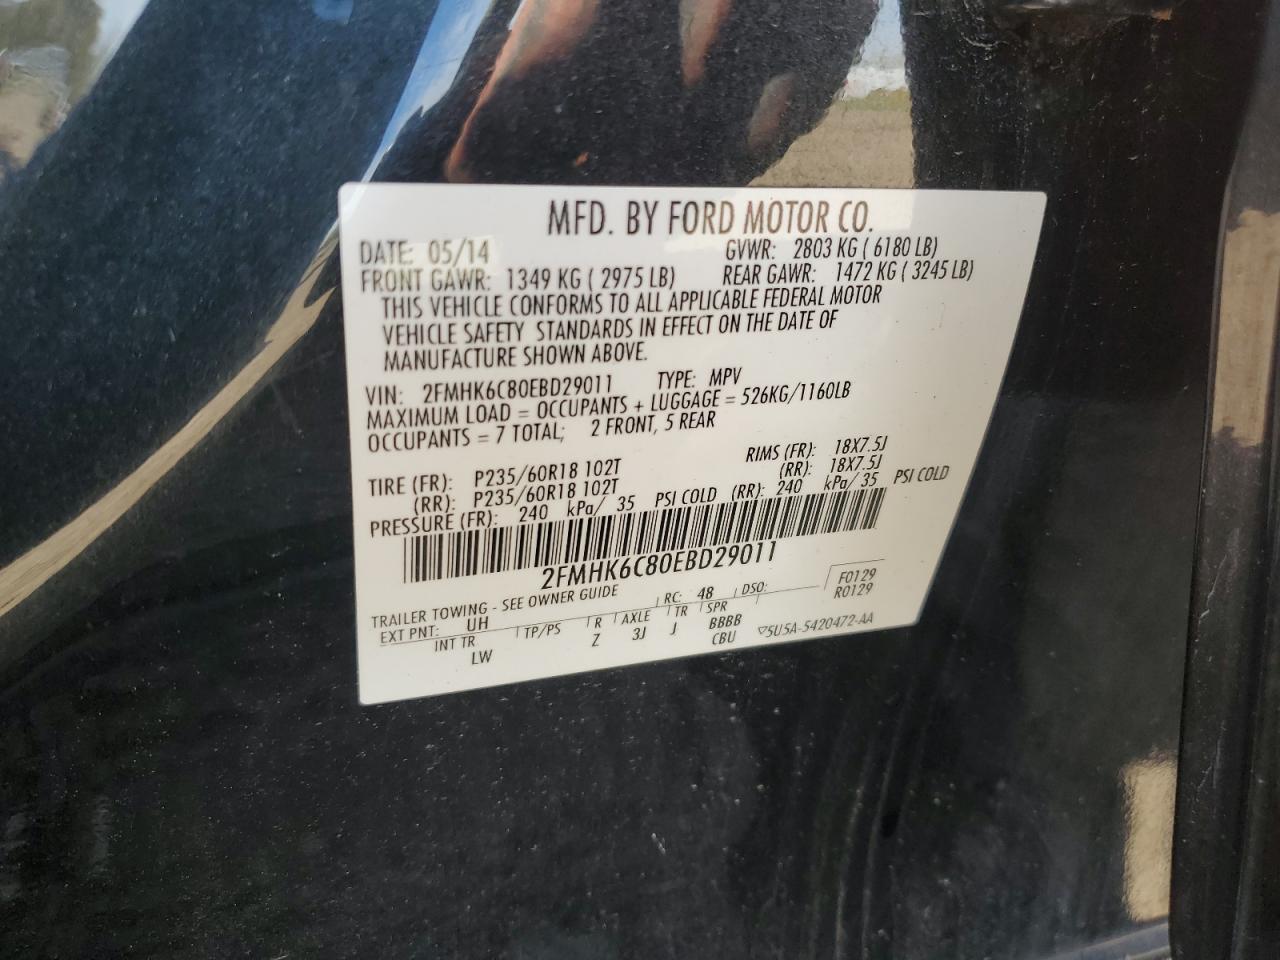 MFD. BY FORD MOTOR CO.
DATE: 05/14 GVWR: 2803 KG ( 6180 LB)
FRONT GAWR: 1349 KG ( 2975 LB) REAR GAWR: 1472 KG ( 3245 LB)
THIS VEHICLE CONFORMS TO ALL APPLICABLE FEDERAL MOTOR
VEHICLE SAFETY STANDARDS IN EFFECT ON THE DATE OF
MANUFACTURE SHOWN ABOVE.
VIN: 2FMHK6C80EBD29011 TYPE: MPV
MAXIMUM LOAD = OCCUPANTS + LUGGAGE = 526KG/1160LB
OCCUPANTS = 7 TOTAL; 2 FRONT, 5 REAR
TIRE (FR): P235/60R18 102T RIMS (FR): 18X7.5J
(RR): P235/60R18 102T (RR): 18X7.5J
PRESSURE (FR): 240 kPa/ 35 PSI COLD (RR): 240 kPa/ 35 PSI COLD
2FMHK6C80EBD29011
TRAILER TOWING - SEE OWNER GUIDE RC: 48 DSO: F0129
EXT PNT: UH R0129
INT TR TP/PS R AXLE TR SPR
LW Z 3J J BBBB
CBU ▽5U5A-5420472-AA